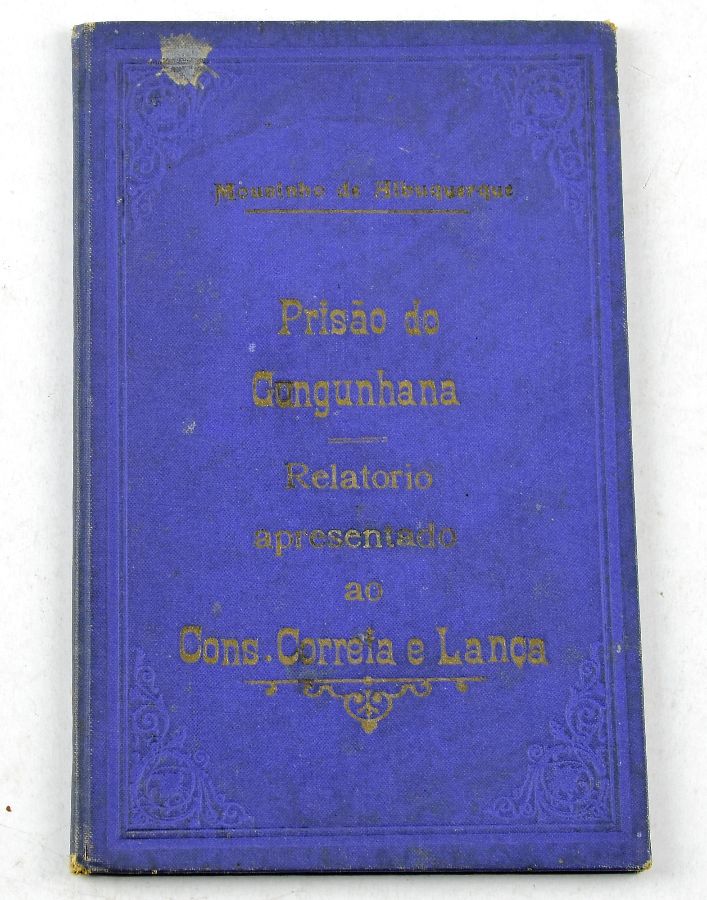 Mousinho de Albuquerque
Prisão do
Gungunhana
Relatorio
apresentado
ao
Cons. Correia e Lança